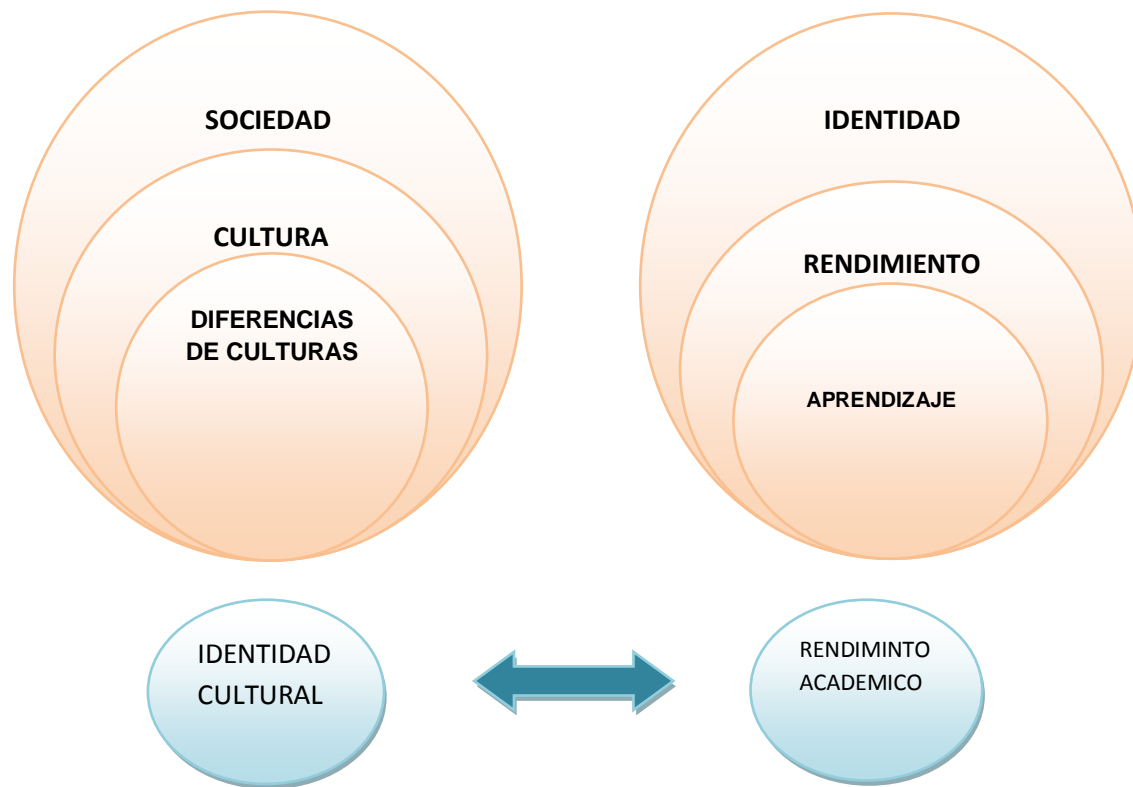 SOCIEDAD
CULTURA
DIFERENCIAS
DE CULTURAS
IDENTIDAD
RENDIMIENTO
APRENDIZAJE
IDENTIDAD
CULTURAL
RENDIMINTO
ACADEMICO